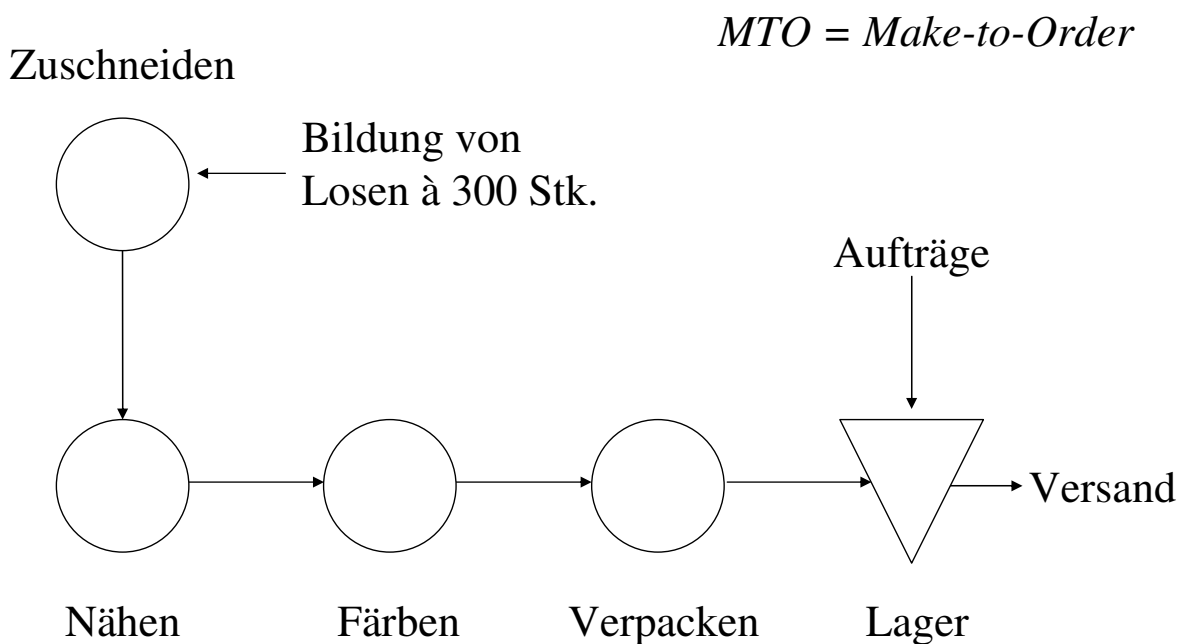 MTO = Make-to-Order
Zuschneiden
Bildung von
Losen à 300 Stk.
Aufträge
Versand
Nähen
Färben
Verpacken
Lager